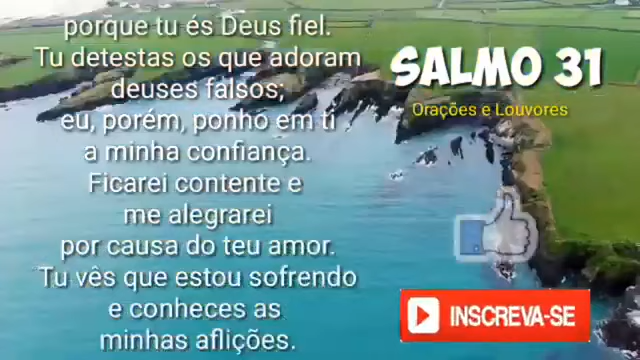 porque tu és Deus fiel.
Tu detestas os que adoram
deuses falsos;
eu, porém, ponho em ti
a minha confiança.
Ficarei contente e
me alegrarei
por causa do teu amor.
Tu vês que estou sofrendo
e conheces as
minhas aflições.
SALMO 31
Orações e Louvores
INSCREVA-SE